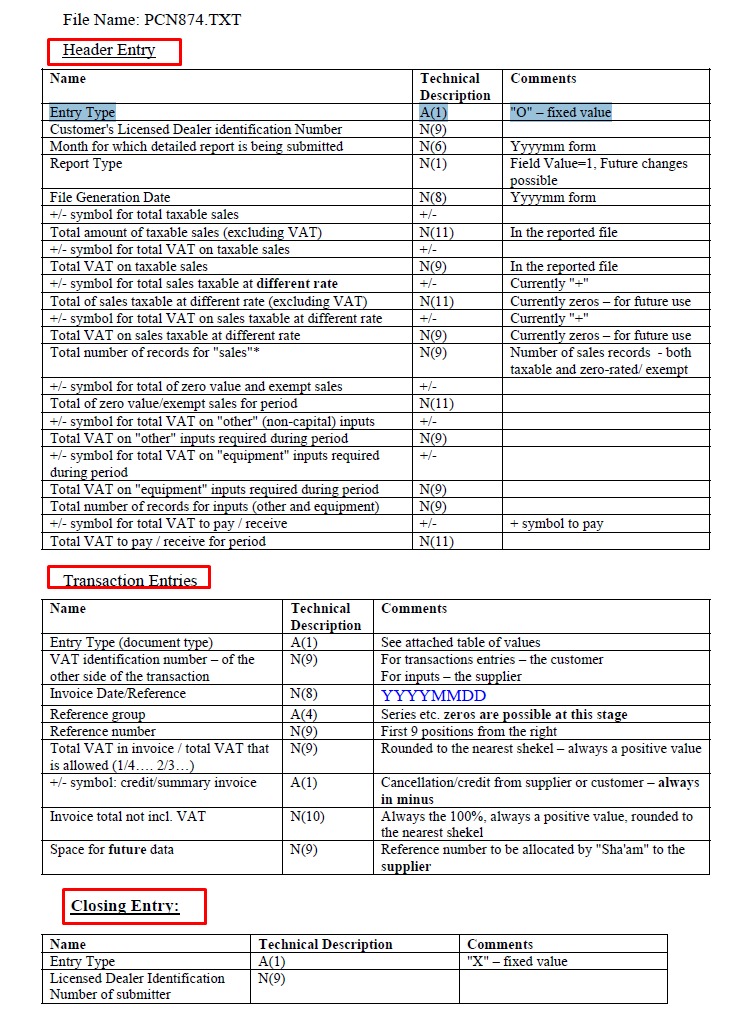 File Name: PCN874.TXT
Header Entry
Name Technical Description Comments
Entry Type A(1) "O" – fixed value
Customer's Licensed Dealer identification Number N(9)
Month for which detailed report is being submitted N(6) Yyyymm form
Report Type N(1) Field Value=1, Future changes possible
File Generation Date N(8) Yyyymm form
+/- symbol for total taxable sales +/-
Total amount of taxable sales (excluding VAT) N(11) In the reported file
+/- symbol for total VAT on taxable sales +/-
Total VAT on taxable sales N(9) In the reported file
+/- symbol for total sales taxable at different rate +/- Currently "+"
Total of sales taxable at different rate (excluding VAT) N(11) Currently zeros – for future use
+/- symbol for total VAT on sales taxable at different rate +/- Currently "+"
Total VAT on sales taxable at different rate N(9) Currently zeros – for future use
Total number of records for "sales"* N(9) Number of sales records - both taxable and zero-rated/ exempt
+/- symbol for total of zero value and exempt sales +/-
Total of zero value/exempt sales for period N(11)
+/- symbol for total VAT on "other" (non-capital) inputs +/-
Total VAT on "other" inputs required during period N(9)
+/- symbol for total VAT on "equipment" inputs required during period +/-
Total VAT on "equipment" inputs required during period N(9)
Total number of records for inputs (other and equipment) N(9)
+/- symbol for total VAT to pay / receive +/- + symbol to pay
Total VAT to pay / receive for period N(11)
Transaction Entries
Name Technical Description Comments
Entry Type (document type) A(1) See attached table of values
VAT identification number – of the other side of the transaction N(9) For transactions entries – the customer
For inputs – the supplier
Invoice Date/Reference N(8) YYYYMMDD
Reference group A(4) Series etc. zeros are possible at this stage
Reference number N(9) First 9 positions from the right
Total VAT in invoice / total VAT that is allowed (1/4…. 2/3…) N(9) Rounded to the nearest shekel – always a positive value
+/- symbol: credit/summary invoice A(1) Cancellation/credit from supplier or customer – always in minus
Invoice total not incl. VAT N(10) Always the 100%, always a positive value, rounded to the nearest shekel
Space for future data N(9) Reference number to be allocated by "Sha'am" to the supplier
Closing Entry:
Name Technical Description Comments
Entry Type A(1) "X" – fixed value
Licensed Dealer Identification Number of submitter N(9)